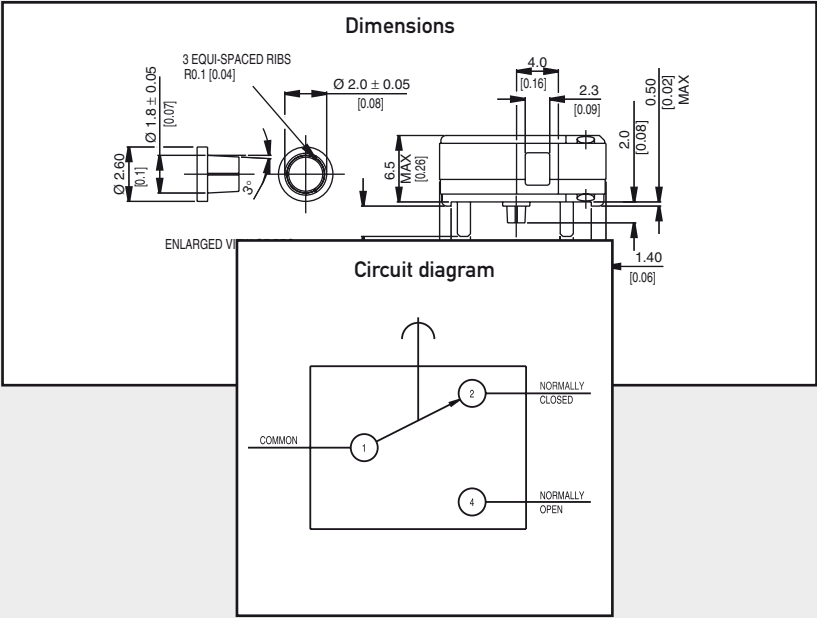 Dimensions
3 EQUI-SPACED RIBS
R0.1 [0.04]
Ø 2.0 ± 0.05
[0.08]
Ø 1.8 ± 0.05
[0.07]
Ø 2.60
[0.1]
3°
4.0
[0.16]
2.3
[0.09]
0.50
[0.02]
MAX
2.0
[0.08]
6.5
MAX
[0.26]
1.40
[0.06]
ENLARGED
Circuit diagram
2
NORMALLY
CLOSED
COMMON
1
4
NORMALLY
OPEN